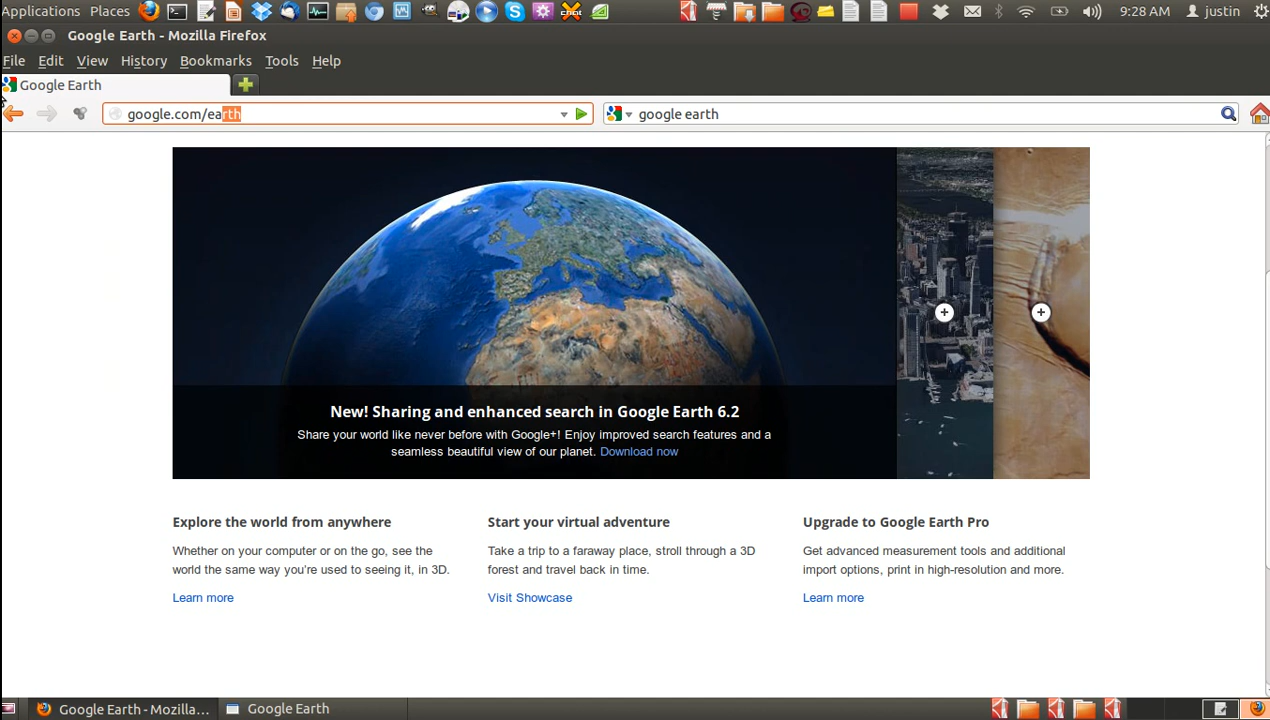 Applications Places 9:28 AM justin
Google Earth - Mozilla Firefox
File Edit View History Bookmarks Tools Help
Google Earth
google.com/earth google earth
New! Sharing and enhanced search in Google Earth 6.2
Share your world like never before with Google+! Enjoy improved search features and a
seamless beautiful view of our planet. Download now
Explore the world from anywhere
Whether on your computer or on the go, see the
world the same way you're used to seeing it, in 3D.
Learn more
Start your virtual adventure
Take a trip to a faraway place, stroll through a 3D
forest and travel back in time.
Visit Showcase
Upgrade to Google Earth Pro
Get advanced measurement tools and additional
import options, print in high-resolution and more.
Learn more
Google Earth - Mozilla... Google Earth